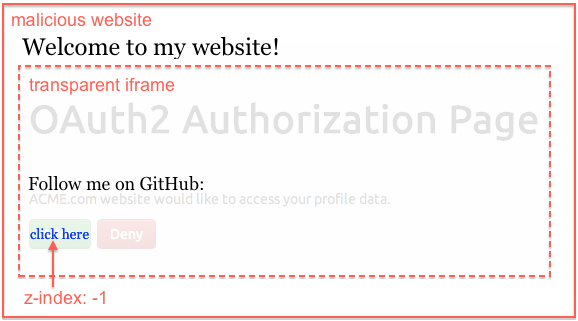 malicious website
Welcome to my website!
transparent iframe
OAuth2 Authorization Page
Follow me on GitHub:
ACME.com website would like to access your profile data.
click here Deny
z-index: -1